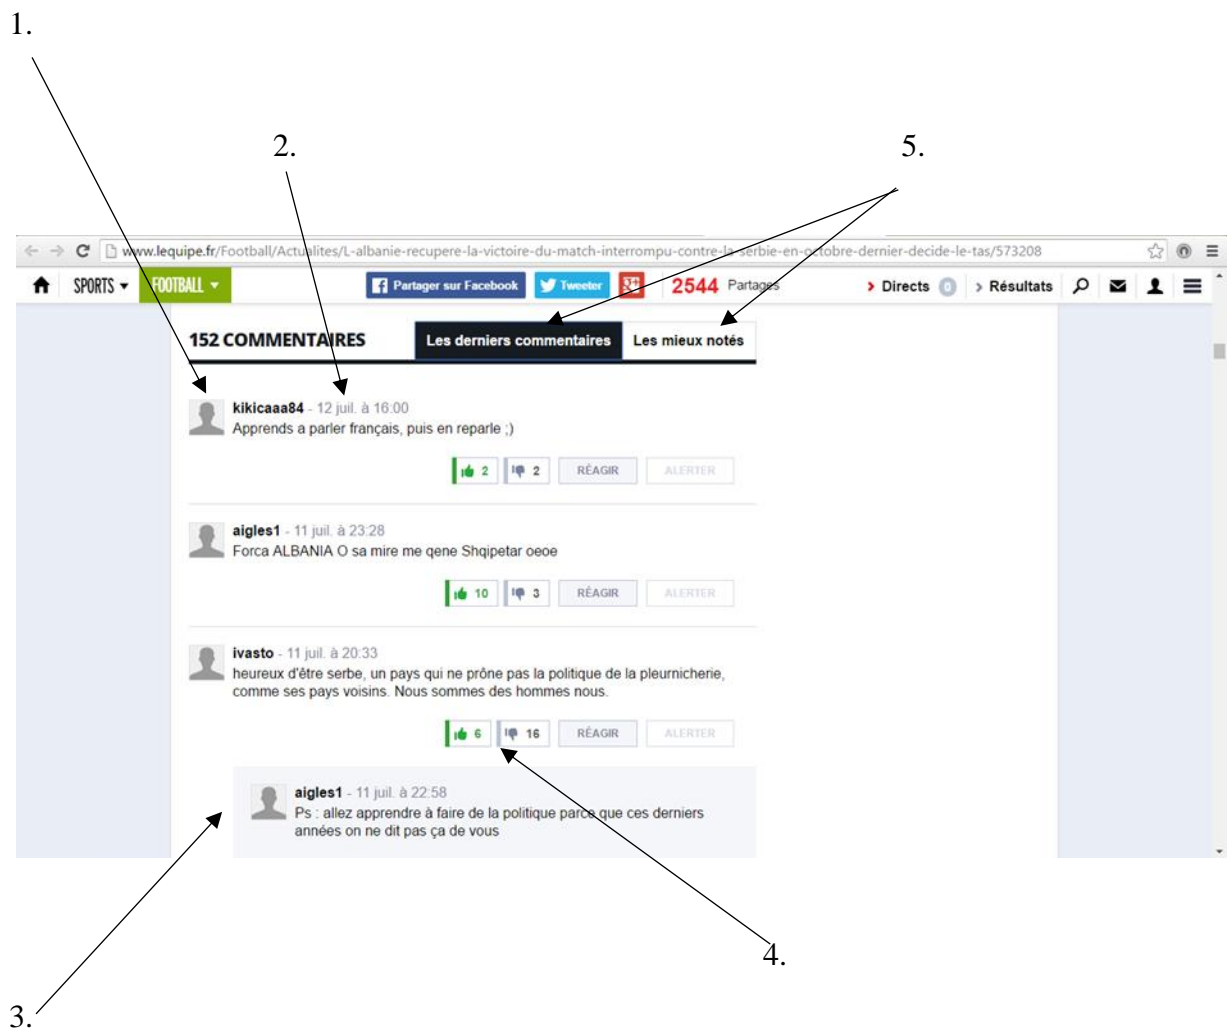 1.
2.
5.
www.lequipe.fr/Football/Actualites/L-albanie-recupere-la-victoire-du-match-interrompu-contre-la-serbie-en-octobre-dernier-decide-le-tas/573208
SPORTS FOOTBALL Partager sur Facebook Tweeter g+ 2544 Partages Directs 0 Résultats
152 COMMENTAIRES Les derniers commentaires Les mieux notés
kikicaaa84 - 12 juil. à 16:00
Apprends a parler français, puis en reparle ;)
2 2 RÉAGIR ALERTER
aigles1 - 11 juil. à 23:28
Forca ALBANIA O sa mire me qene Shqipetar oeoe
10 3 RÉAGIR ALERTER
ivasto - 11 juil. à 20:33
heureux d'être serbe, un pays qui ne prône pas la politique de la pleurnicherie,
comme ses pays voisins. Nous sommes des hommes nous.
6 16 RÉAGIR ALERTER
aigles1 - 11 juil. à 22:58
Ps : allez apprendre à faire de la politique parce que ces derniers
années on ne dit pas ça de vous
4.
3.